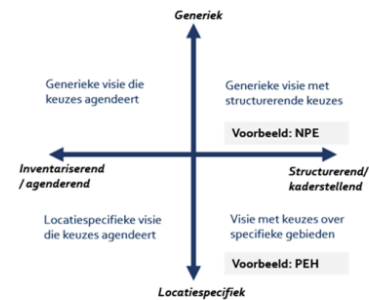 Generiek
Generieke visie die
keuzes agendeert
Generieke visie met
structurerende keuzes
Voorbeeld: NPE
Inventariserend
/ agenderend
Structurerend/
kaderstellend
Locatiespecifieke visie
die keuzes agendeert
Visie met keuzes over
specifieke gebieden
Voorbeeld: PEH
Locatiespecifiek